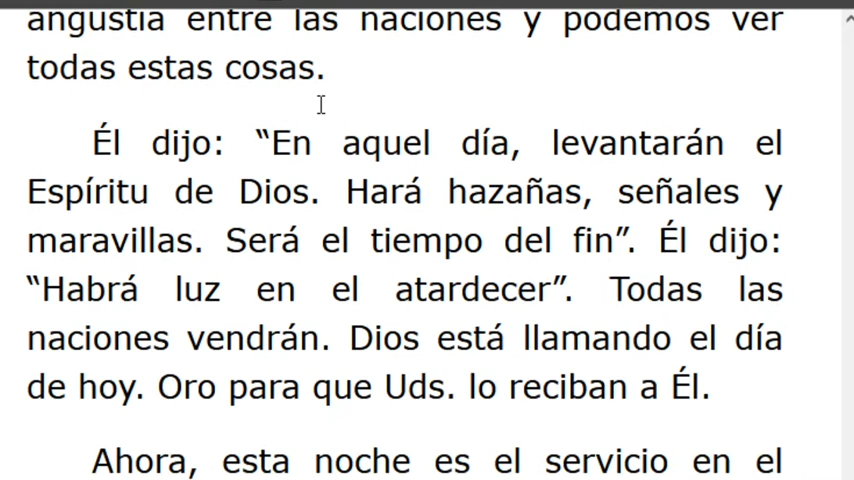 angustia entre las naciones y podemos ver
todas estas cosas.
Él dijo: “En aquel día, levantarán el
Espíritu de Dios. Hará hazañas, señales y
maravillas. Será el tiempo del fin”. Él dijo:
“Habrá luz en el atardecer”. Todas las
naciones vendrán. Dios está llamando el día
de hoy. Oro para que Uds. lo reciban a Él.
Ahora, esta noche es el servicio en el